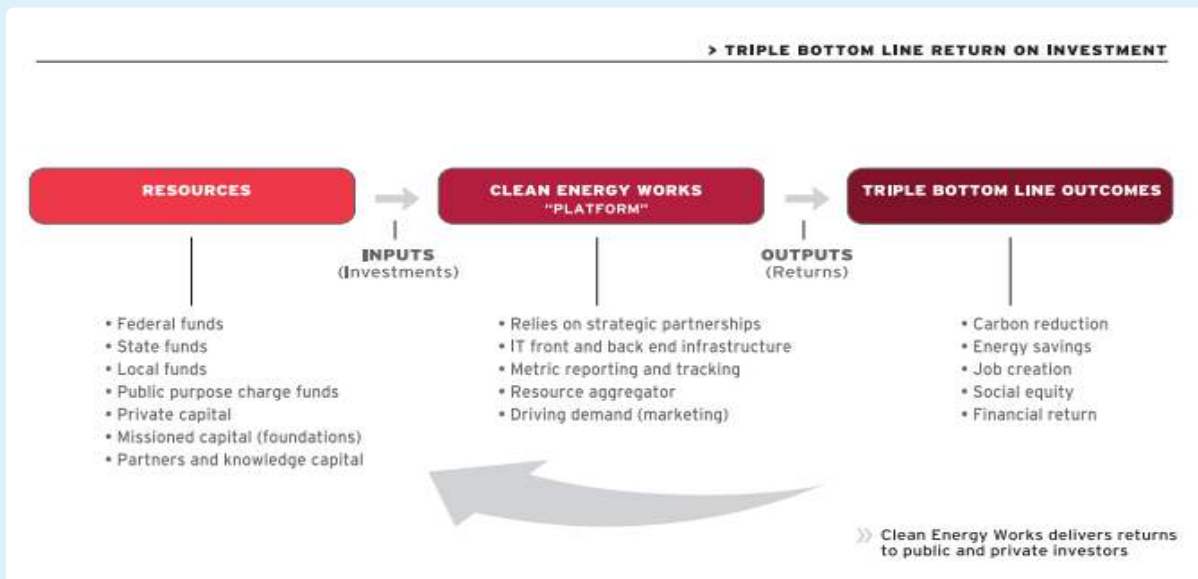 > TRIPLE BOTTOM LINE RETURN ON INVESTMENT
RESOURCES
CLEAN ENERGY WORKS
"PLATFORM"
TRIPLE BOTTOM LINE OUTCOMES
INPUTS
(Investments)
OUTPUTS
(Returns)
• Federal funds
• State funds
• Local funds
• Public purpose charge funds
• Private capital
• Missioned capital (foundations)
• Partners and knowledge capital
• Relies on strategic partnerships
• IT front and back end infrastructure
• Metric reporting and tracking
• Resource aggregator
• Driving demand (marketing)
• Carbon reduction
• Energy savings
• Job creation
• Social equity
• Financial return
» Clean Energy Works delivers returns
to public and private investors